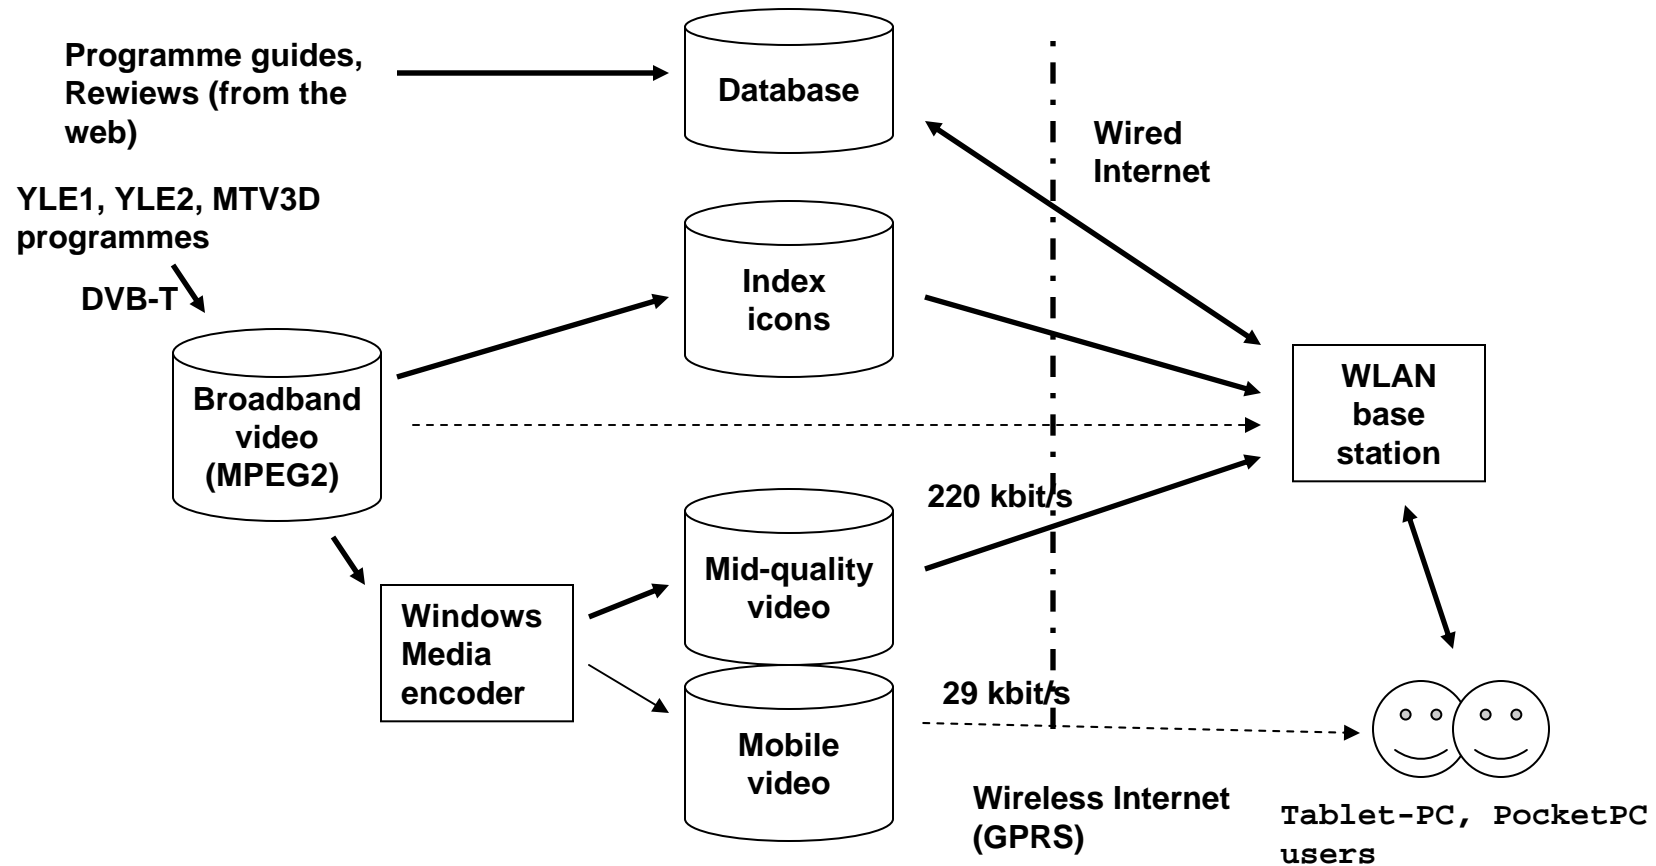 Programme guides,
Rewiews (from the
web)
Database
Wired
Internet
YLE1, YLE2, MTV3D
programmes
DVB-T
Index
icons
Broadband
video
(MPEG2)
WLAN
base
station
220 kbit/s
Mid-quality
video
Windows
Media
encoder
29 kbit/s
Mobile
video
Wireless Internet
(GPRS)
Tablet-PC, PocketPC
users